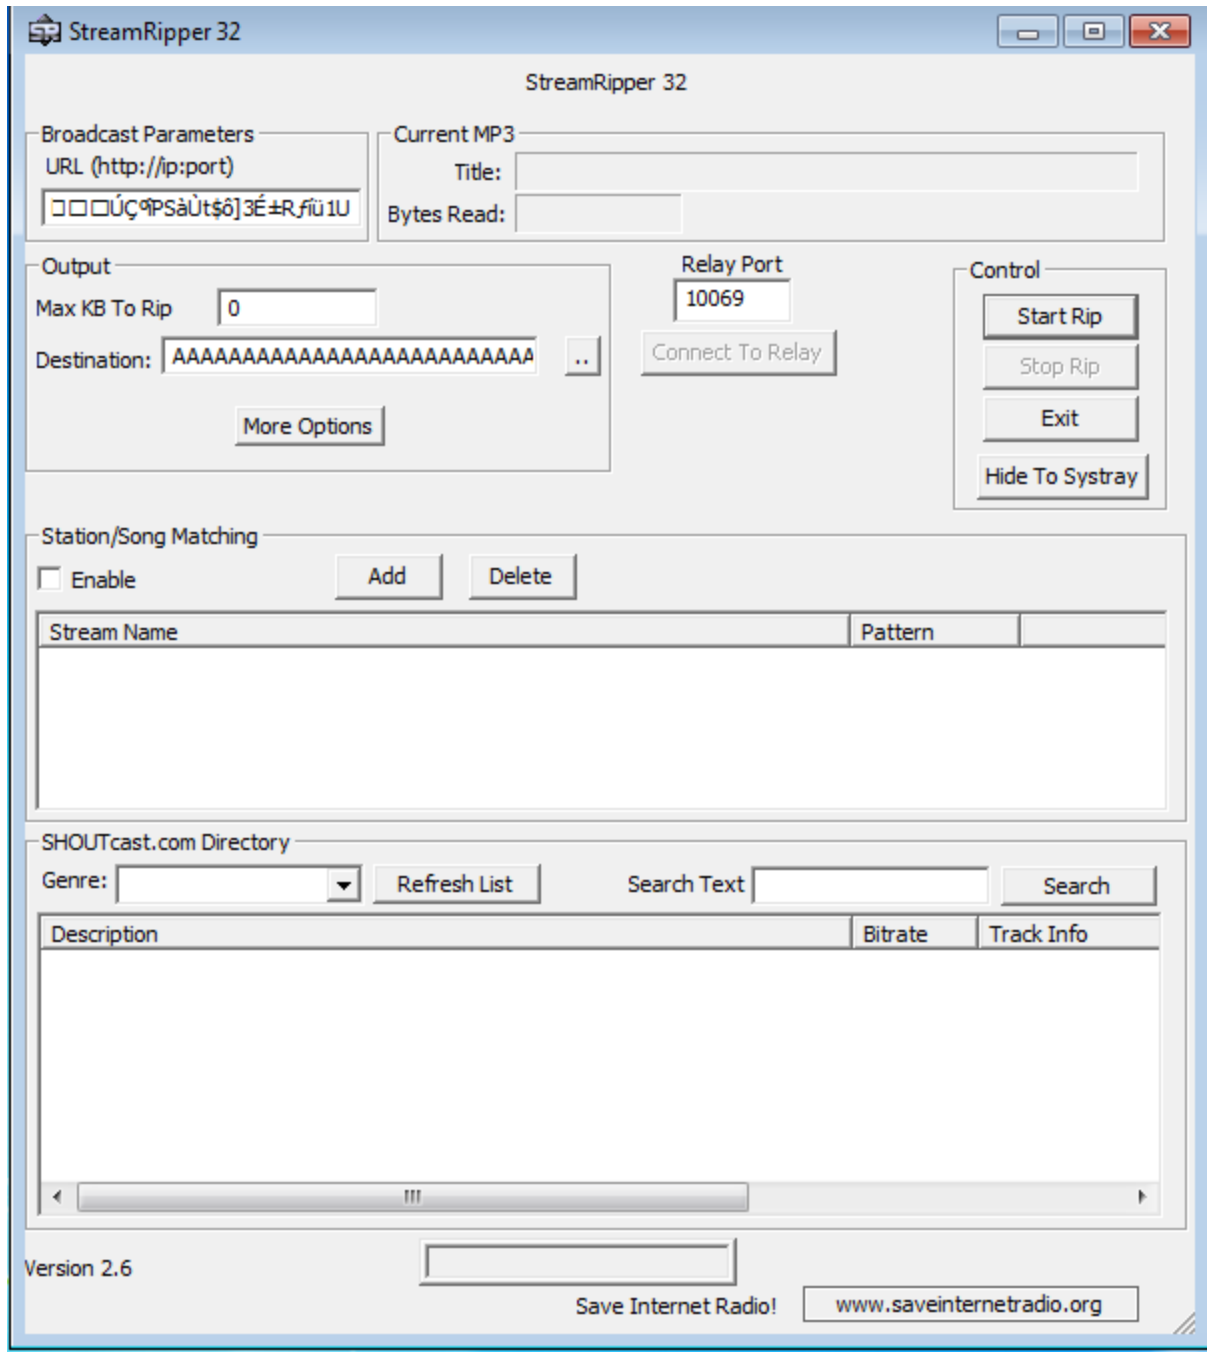 StreamRipper 32
StreamRipper 32
Broadcast Parameters
URL (http://ip:port)
Current MP3
Title:
Bytes Read:
Output
Max KB To Rip 0
Destination: AAAAAAAAAAAAAAAAAAAAAAAAAA ..
More Options
Relay Port
10069
Connect To Relay
Control
Start Rip
Stop Rip
Exit
Hide To Systray
Station/Song Matching
Enable Add Delete
Stream Name Pattern
SHOUTcast.com Directory
Genre: Refresh List Search Text Search
Description Bitrate Track Info
Version 2.6
Save Internet Radio! www.saveinternetradio.org